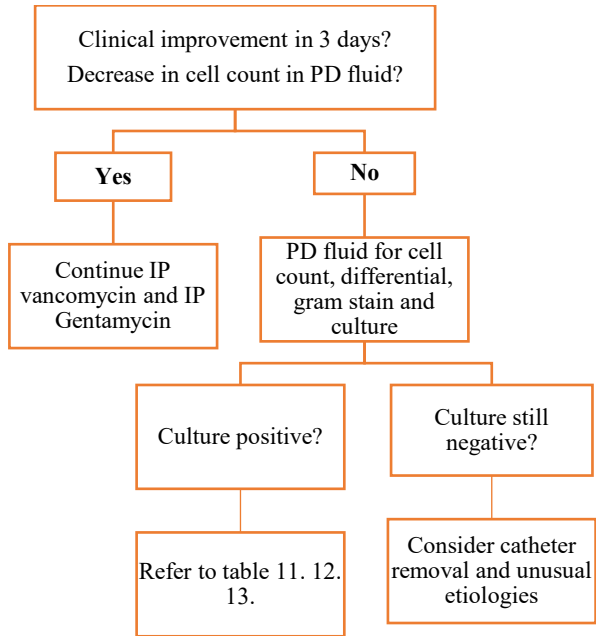 Clinical improvement in 3 days?
Decrease in cell count in PD fluid?
Yes
No
Continue IP
vancomycin and IP
Gentamycin
PD fluid for cell
count, differential,
gram stain and
culture
Culture positive?
Culture still
negative?
Refer to table 11. 12.
13.
Consider catheter
removal and unusual
etiologies